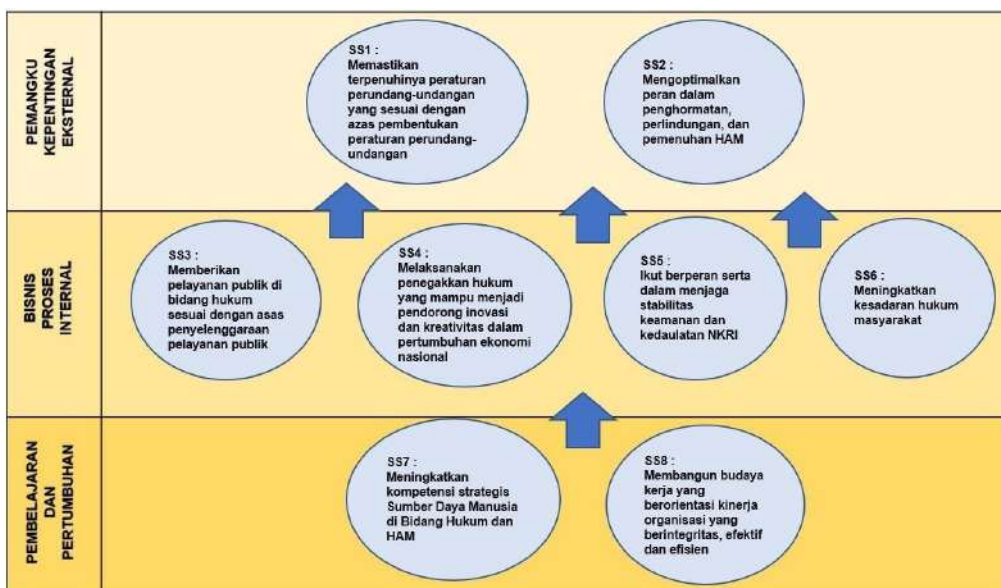 PEMANGKU
KEPENTINGAN
EKSTERNAL
SS1 :
Memastikan
terpenuhinya peraturan
perundang-undangan
yang sesuai dengan
azas pembentukan
peraturan perundang-
undangan
SS2 :
Mengoptimalkan
peran dalam
penghormatan,
perlindungan, dan
pemenuhan HAM
BISNIS
PROSES
INTERNAL
SS3 :
Memberikan
pelayanan publik di
bidang hukum
sesuai dengan asas
penyelenggaraan
pelayanan publik
SS4 :
Melaksanakan
penegakkan hukum
yang mampu menjadi
pendorong inovasi
dan kreativitas dalam
pertumbuhan ekonomi
nasional
SS5 :
Ikut berperan serta
dalam menjaga
stabilitas
keamanan dan
kedaulatan NKRI
SS6 :
Meningkatkan
kesadaran hukum
masyarakat
PEMBELAJARAN
DAN
PERTUMBUHAN
SS7 :
Meningkatkan
kompetensi strategis
Sumber Daya Manusia
di Bidang Hukum dan
HAM
SS8 :
Membangun budaya
kerja yang
berorientasi kinerja
organisasi yang
berintegritas, efektif
dan efisien